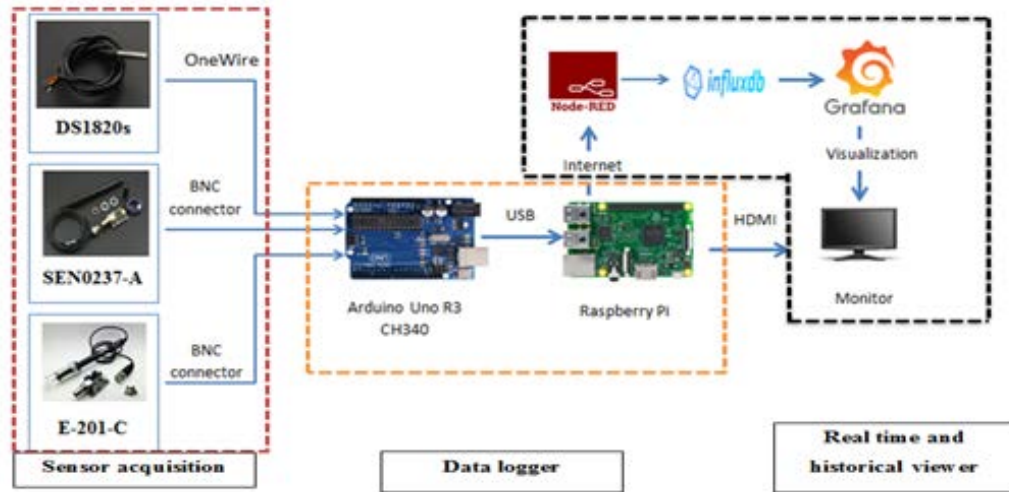 OneWire
DS1820s
BNC
connector
SEN0237-A
BNC
connector
E-201-C
Sensor acquisition
Arduino Uno R3
CH340
USB
Raspberry Pi
Data logger
Internet
HDMI
Node-RED
influxdb
Grafana
Visualization
Monitor
Real time and
historical viewer